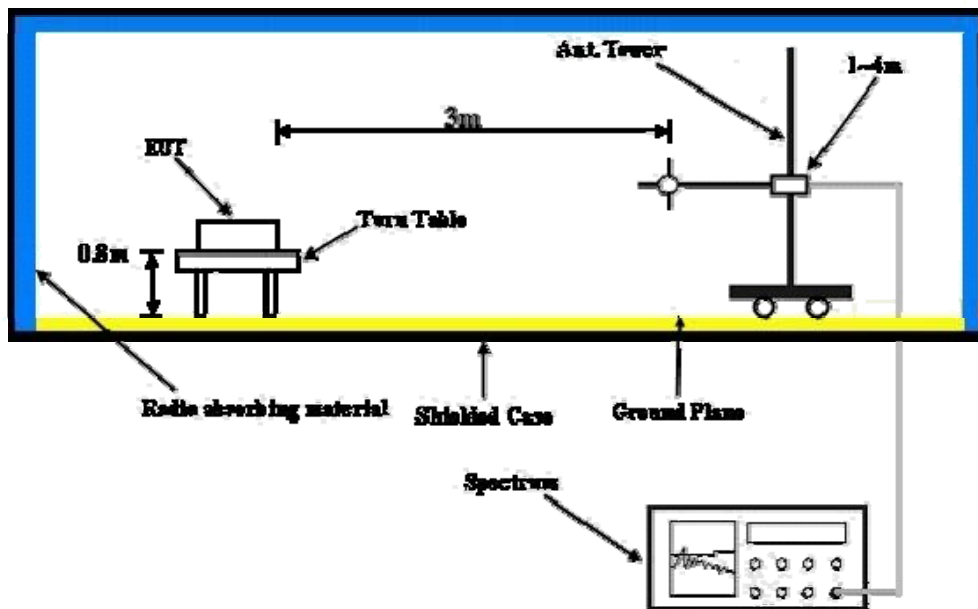 Ant. Tower
1~4m
3m
EUT
Turn Table
0.8m
Radio absorbing material
Shielded Case
Ground Plane
Spectrum